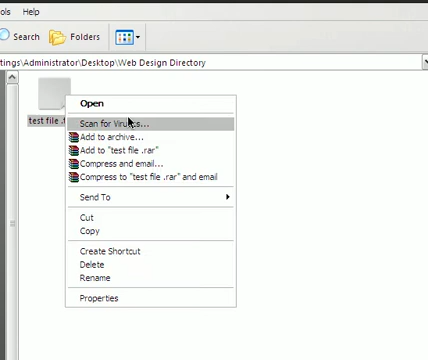 ols Help
Search Folders
tings\Administrator\Desktop\Web Design Directory
Open
test file
Scan for Viruses...
Add to archive...
Add to "test file .rar"
Compress and email...
Compress to "test file .rar" and email
Send To
Cut
Copy
Create Shortcut
Delete
Rename
Properties